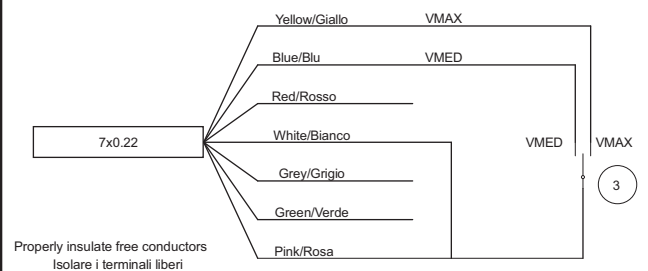 Yellow/Giallo VMAX
Blue/Blu VMED
Red/Rosso
7x0.22
White/Bianco
VMED VMAX
Grey/Grigio
3
Green/Verde
Pink/Rosa
Properly insulate free conductors
Isolare i terminali liberi